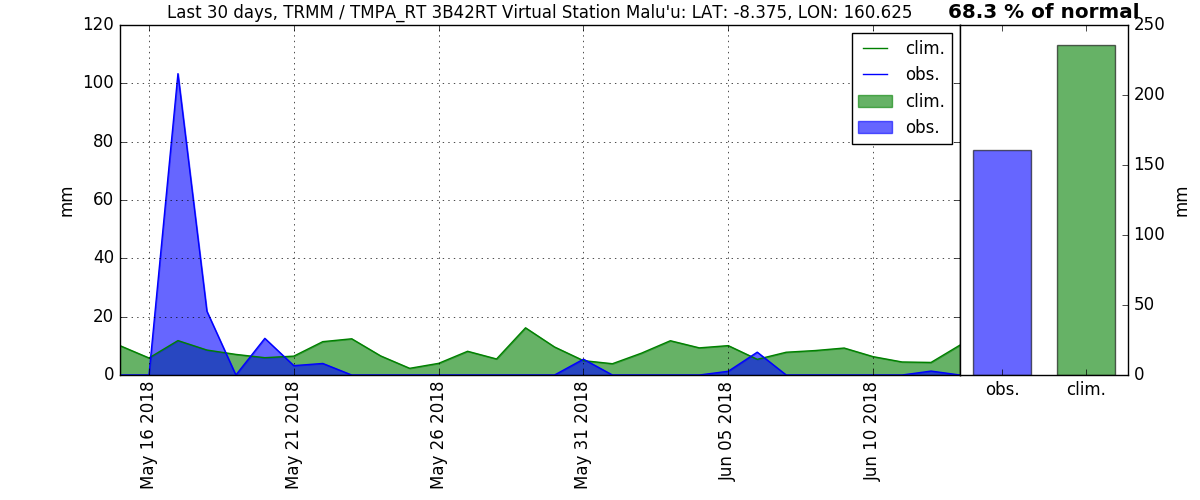 Last 30 days, TRMM / TMPA_RT 3B42RT Virtual Station Malu'u: LAT: -8.375, LON: 160.625
68.3 % of normal
120
100
80
60
40
20
0
mm
clim.
obs.
clim.
obs.
May 16 2018
May 21 2018
May 26 2018
May 31 2018
Jun 05 2018
Jun 10 2018
250
200
150
100
50
0
mm
obs.
clim.